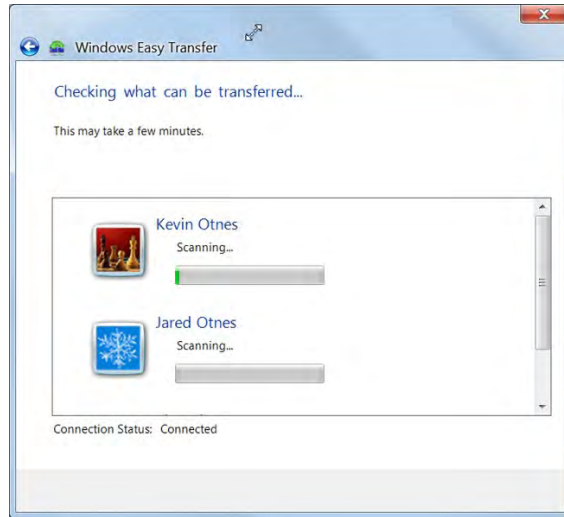 Windows Easy Transfer
Checking what can be transferred...
This may take a few minutes.
Kevin Otnes
Scanning...
Jared Otnes
Scanning...
Connection Status: Connected